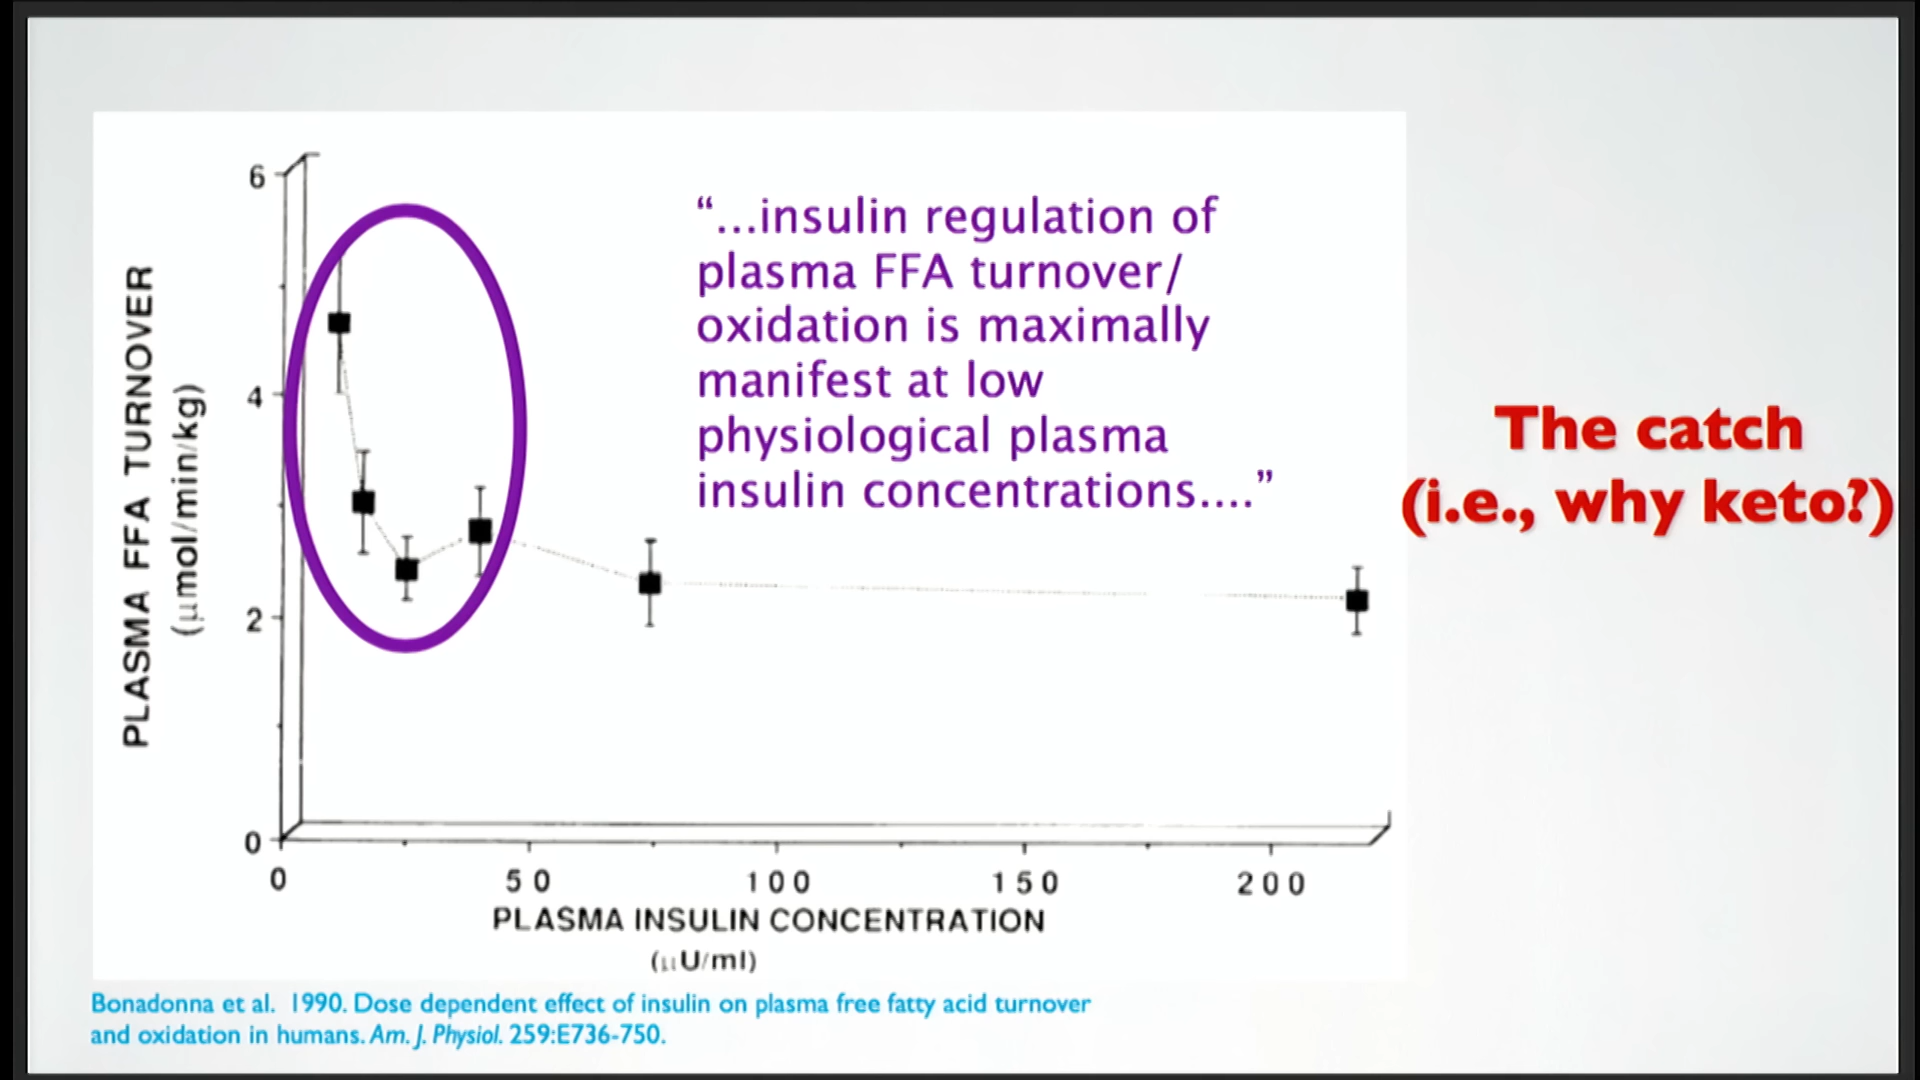 6
4
2
0
PLASMA FFA TURNOVER
(μmol/min/kg)
“...insulin regulation of
plasma FFA turnover/
oxidation is maximally
manifest at low
physiological plasma
insulin concentrations....”
The catch
(i.e., why keto?)
0 50 100 150 200
PLASMA INSULIN CONCENTRATION
(μU/ml)
Bonadonna et al. 1990. Dose dependent effect of insulin on plasma free fatty acid turnover
and oxidation in humans. Am. J. Physiol. 259:E736-750.